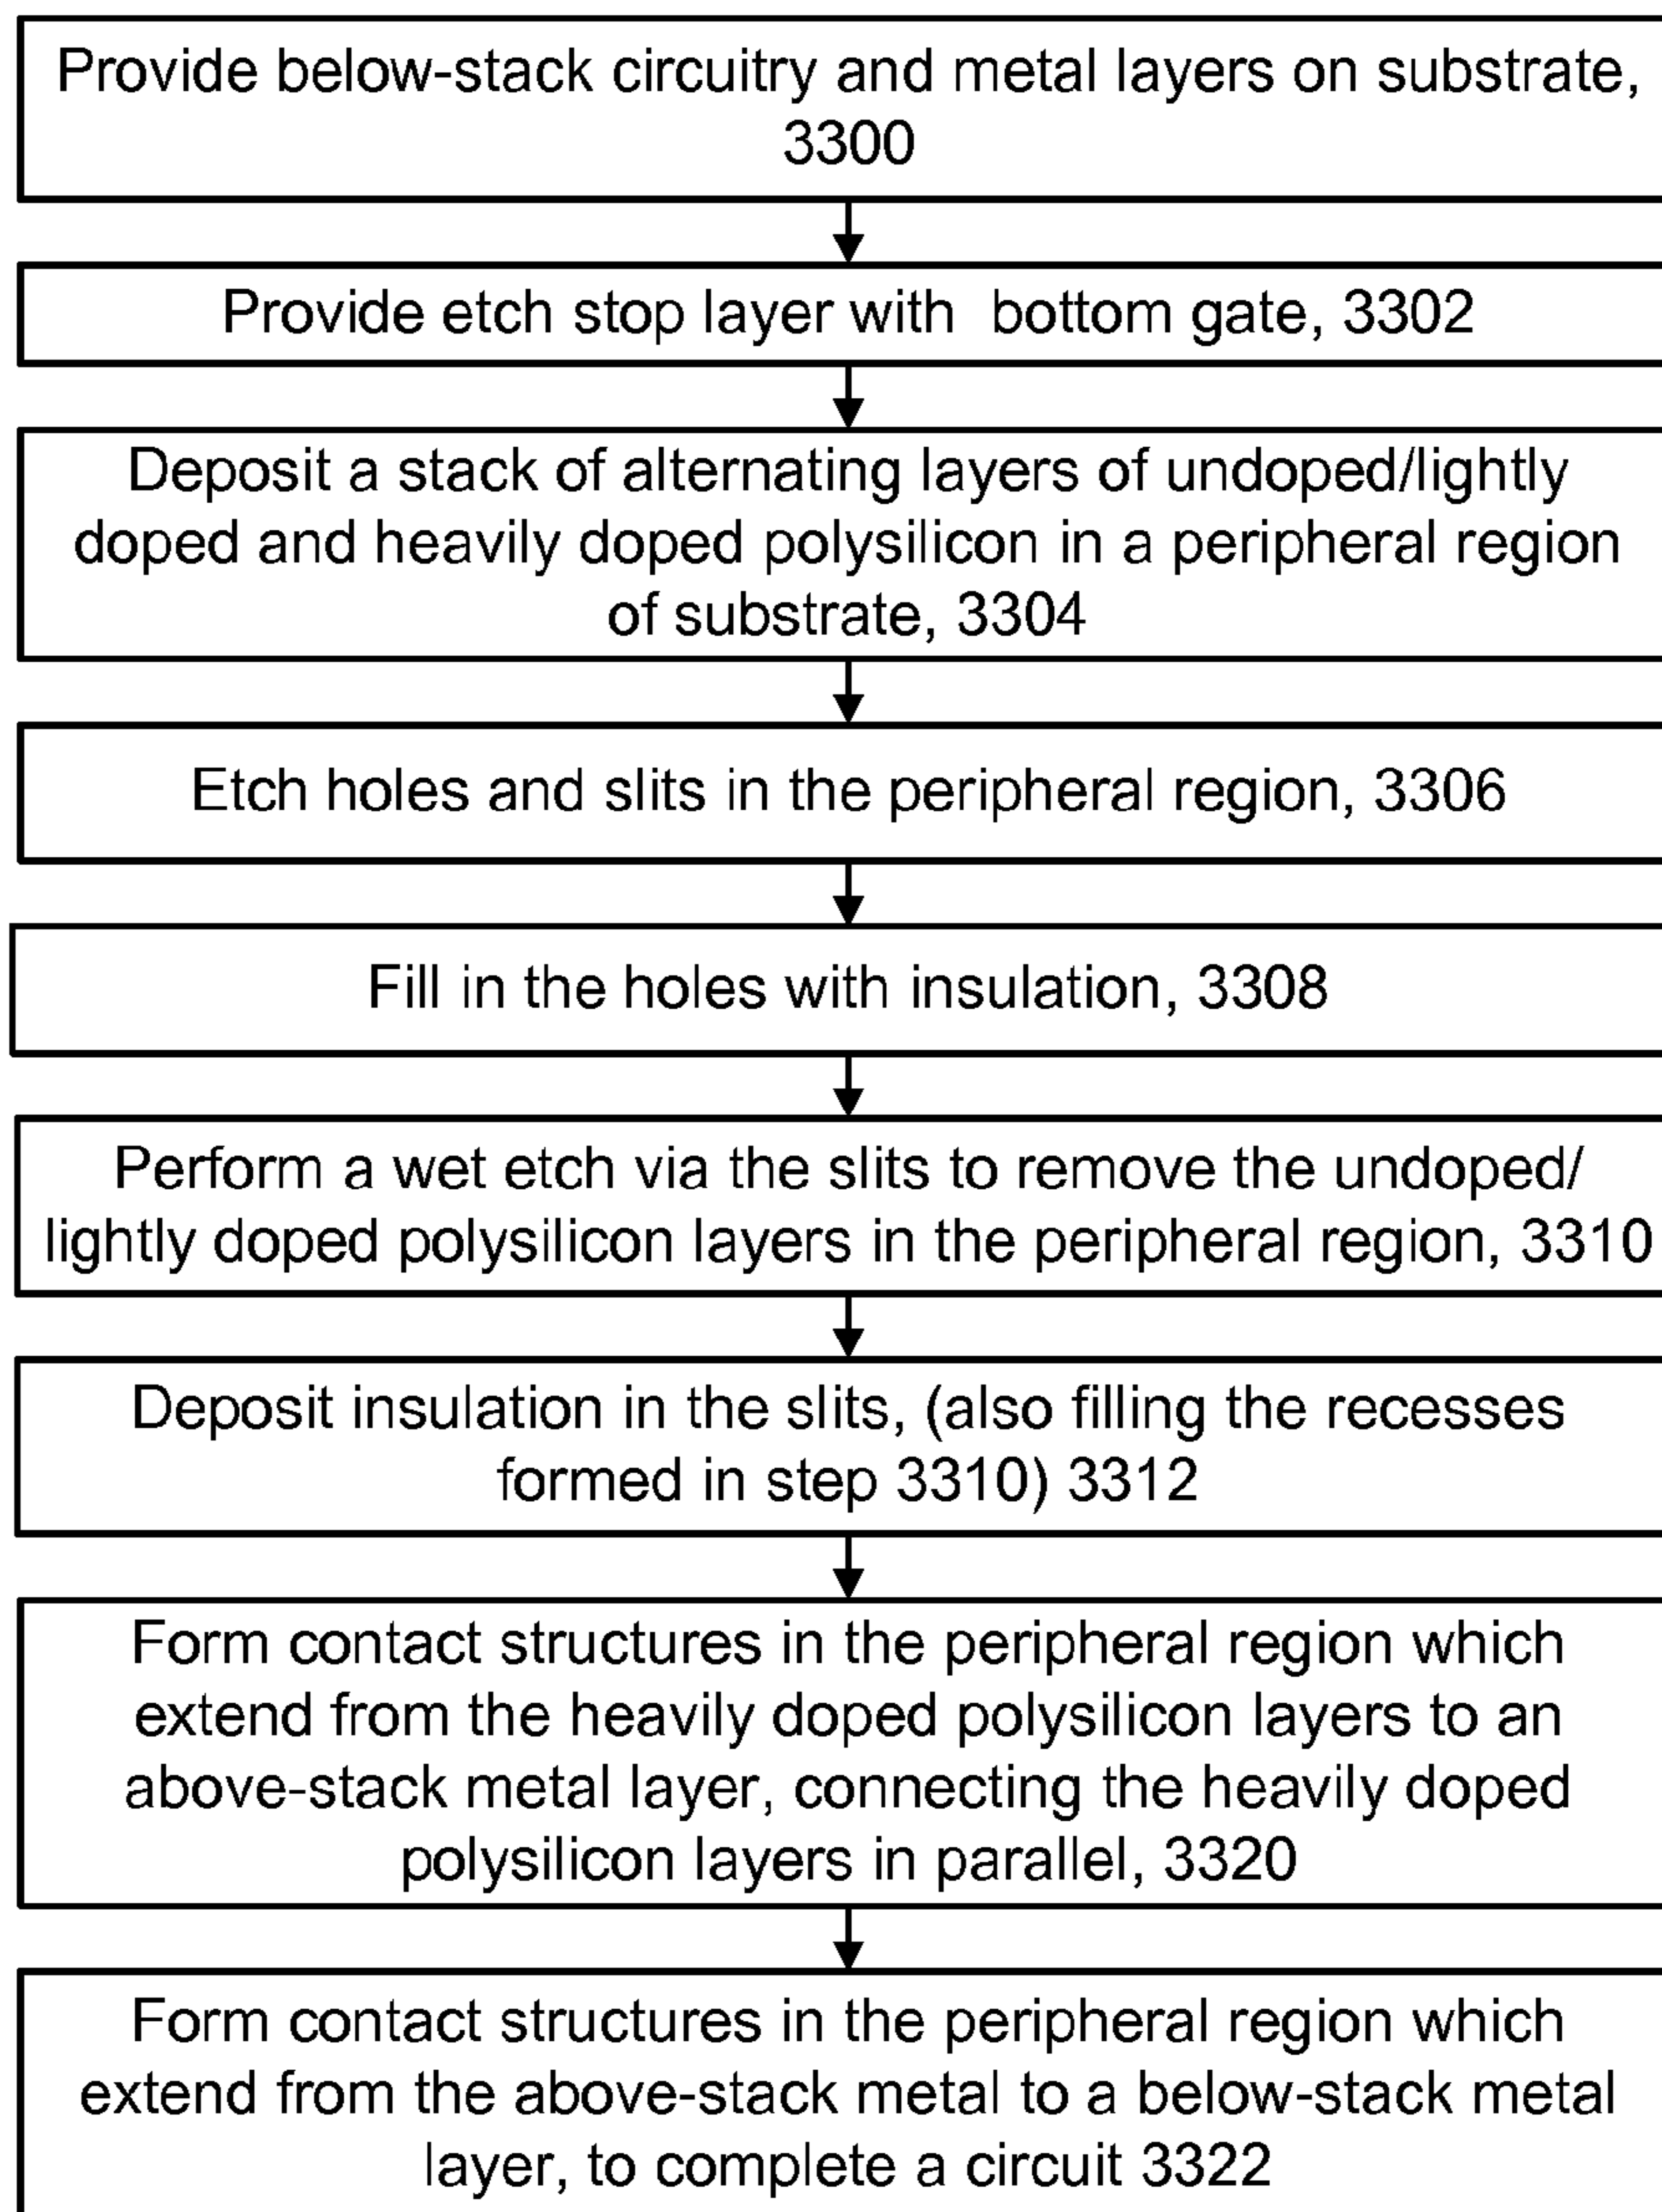 Provide below-stack circuitry and metal layers on substrate,
3300
Provide etch stop layer with bottom gate, 3302
Deposit a stack of alternating layers of undoped/lightly
doped and heavily doped polysilicon in a peripheral region
of substrate, 3304
Etch holes and slits in the peripheral region, 3306
Fill in the holes with insulation, 3308
Perform a wet etch via the slits to remove the undoped/
lightly doped polysilicon layers in the peripheral region, 3310
Deposit insulation in the slits, (also filling the recesses
formed in step 3310) 3312
Form contact structures in the peripheral region which
extend from the heavily doped polysilicon layers to an
above-stack metal layer, connecting the heavily doped
polysilicon layers in parallel, 3320
Form contact structures in the peripheral region which
extend from the above-stack metal to a below-stack metal
layer, to complete a circuit 3322